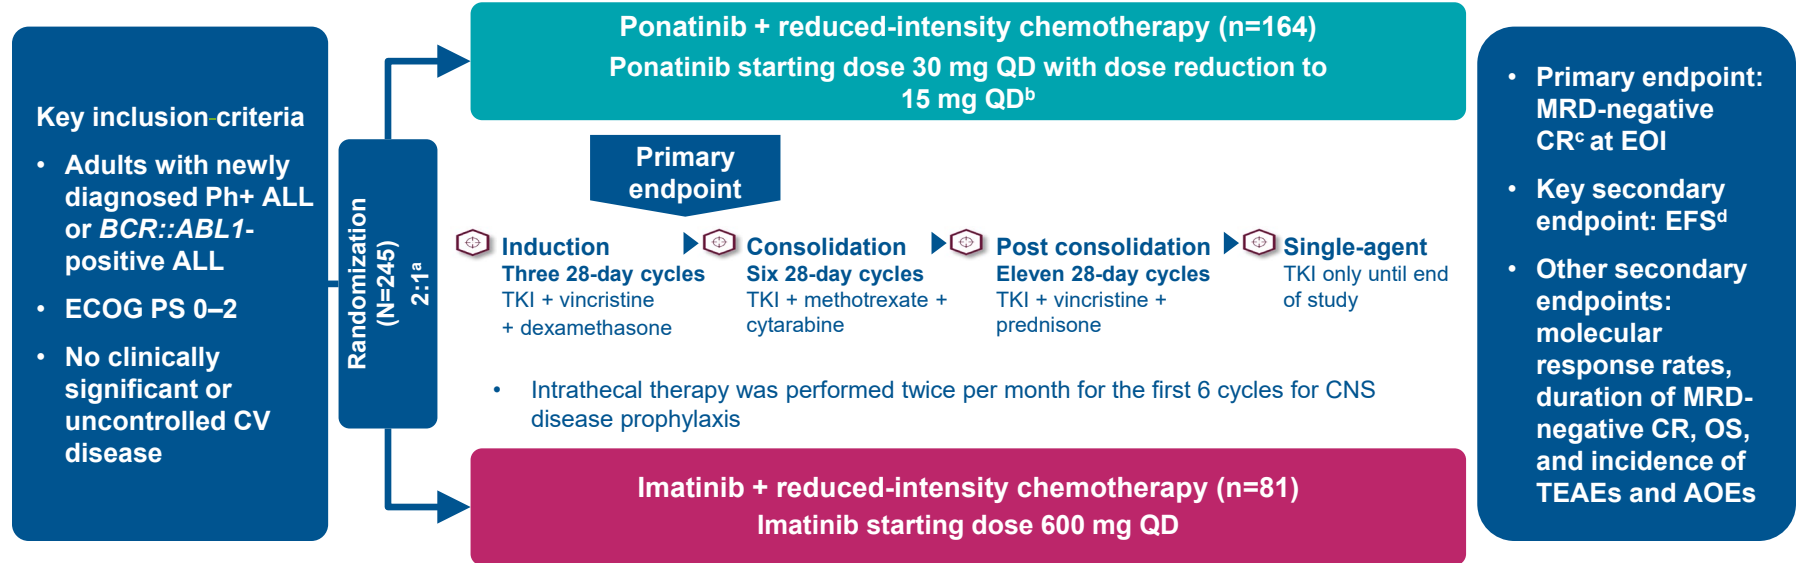 Key inclusion criteria
• Adults with newly
diagnosed Ph+ ALL
or BCR::ABL1-
positive ALL
• ECOG PS 0–2
• No clinically
significant or
uncontrolled CV
disease
Randomization
(N=245)
2:1ᵃ
Ponatinib + reduced-intensity chemotherapy (n=164)
Ponatinib starting dose 30 mg QD with dose reduction to
15 mg QDᵇ
Primary
endpoint
Induction
Three 28-day cycles
TKI + vincristine
+ dexamethasone
Consolidation
Six 28-day cycles
TKI + methotrexate +
cytarabine
Post consolidation
Eleven 28-day cycles
TKI + vincristine +
prednisone
Single-agent
TKI only until end
of study
• Intrathecal therapy was performed twice per month for the first 6 cycles for CNS
disease prophylaxis
Imatinib + reduced-intensity chemotherapy (n=81)
Imatinib starting dose 600 mg QD
• Primary endpoint:
MRD-negative
CRᶜ at EOI
• Key secondary
endpoint: EFSᵈ
• Other secondary
endpoints:
molecular
response rates,
duration of MRD-
negative CR, OS,
and incidence of
TEAEs and AOEs